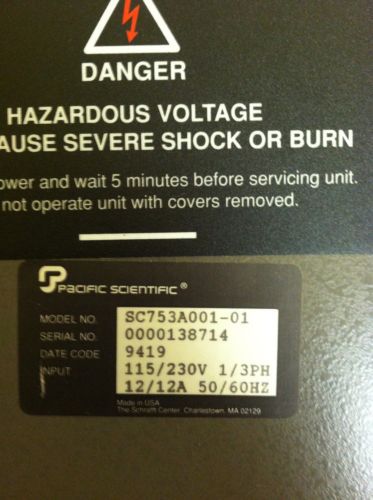 DANGER
HAZARDOUS VOLTAGE
AUSE SEVERE SHOCK OR BURN
ower and wait 5 minutes before servicing unit.
not operate unit with covers removed.
PACIFIC SCIENTIFIC®
MODEL NO. SC753A001-01
SERIAL NO. 0000138714
DATE CODE 9419
INPUT 115/230V 1/3PH
12/12A 50/60HZ
Made in USA
The Schrafft Center, Charlestown, MA 02129